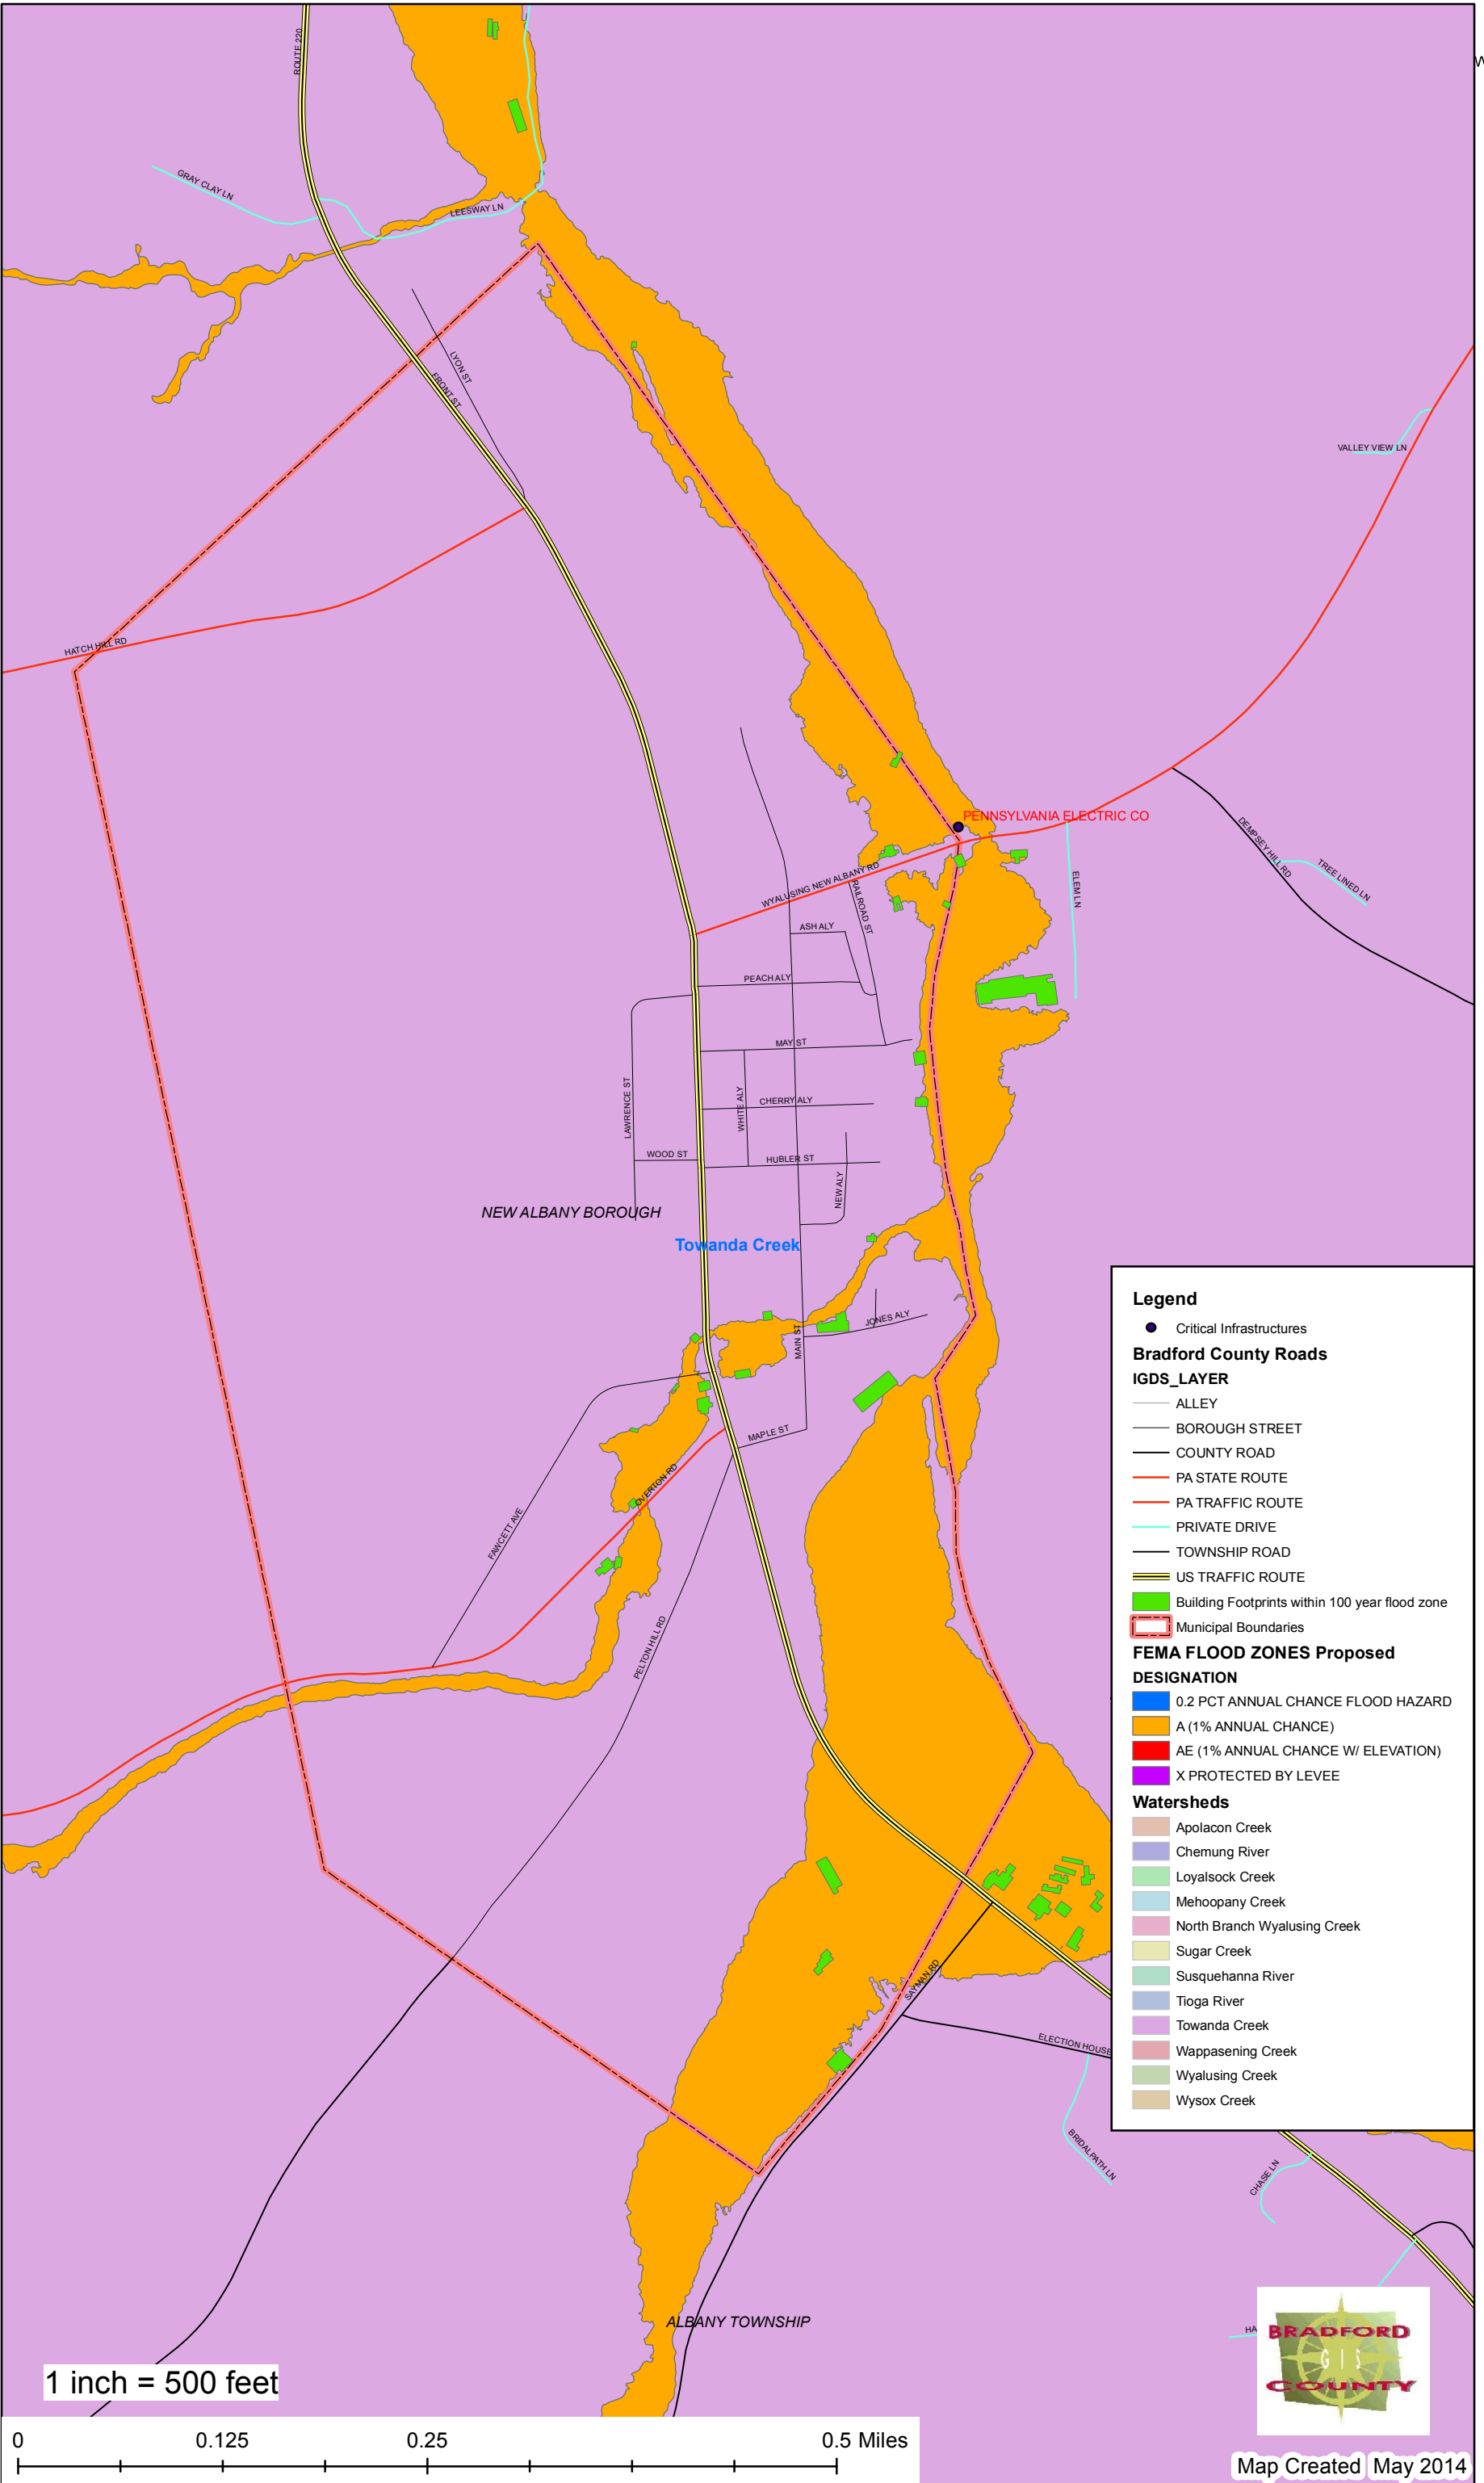 W
ROUTE 220
GRAY CLAY LN
LEESWAY LN
LYON ST
FRONT ST
VALLEY VIEW LN
HATCH HILL RD
PENNSYLVANIA ELECTRIC CO
DEMPSEY HILL RD
TREE LINED LN
ELEM LN
WYALUSING NEW ALBANY RD
RAILROAD ST
ASH ALY
PEACH ALY
MAY ST
LAWRENCE ST
WHITE ALY
CHERRY ALY
WOOD ST
HUBLER ST
NEW ALY
NEW ALBANY BOROUGH
Towanda Creek
JONES ALY
MAIN ST
MAPLE ST
OVERTON RD
FAWCETT AVE
PELTON HILL RD
SAYMAN RD
ELECTION HOUSE
BRIDALPATH LN
CHASE LN
HA
ALBANY TOWNSHIP
Legend
Critical Infrastructures
Bradford County Roads
IGDS_LAYER
ALLEY
BOROUGH STREET
COUNTY ROAD
PA STATE ROUTE
PA TRAFFIC ROUTE
PRIVATE DRIVE
TOWNSHIP ROAD
US TRAFFIC ROUTE
Building Footprints within 100 year flood zone
Municipal Boundaries
FEMA FLOOD ZONES Proposed
DESIGNATION
0.2 PCT ANNUAL CHANCE FLOOD HAZARD
A (1% ANNUAL CHANCE)
AE (1% ANNUAL CHANCE W/ ELEVATION)
X PROTECTED BY LEVEE
Watersheds
Apolacon Creek
Chemung River
Loyalsock Creek
Mehoopany Creek
North Branch Wyalusing Creek
Sugar Creek
Susquehanna River
Tioga River
Towanda Creek
Wappasening Creek
Wyalusing Creek
Wysox Creek
BRADFORD
GIS
COUNTY
1 inch = 500 feet
0 0.125 0.25 0.5 Miles
Map Created May 2014